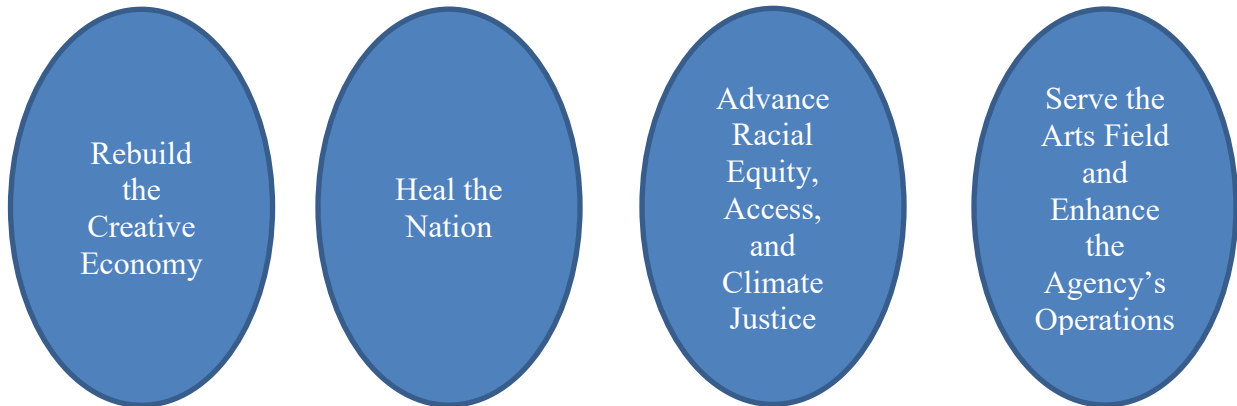 Rebuild
the
Creative
Economy
Heal the
Nation
Advance
Racial
Equity,
Access,
and
Climate
Justice
Serve the
Arts Field
and
Enhance
the
Agency’s
Operations